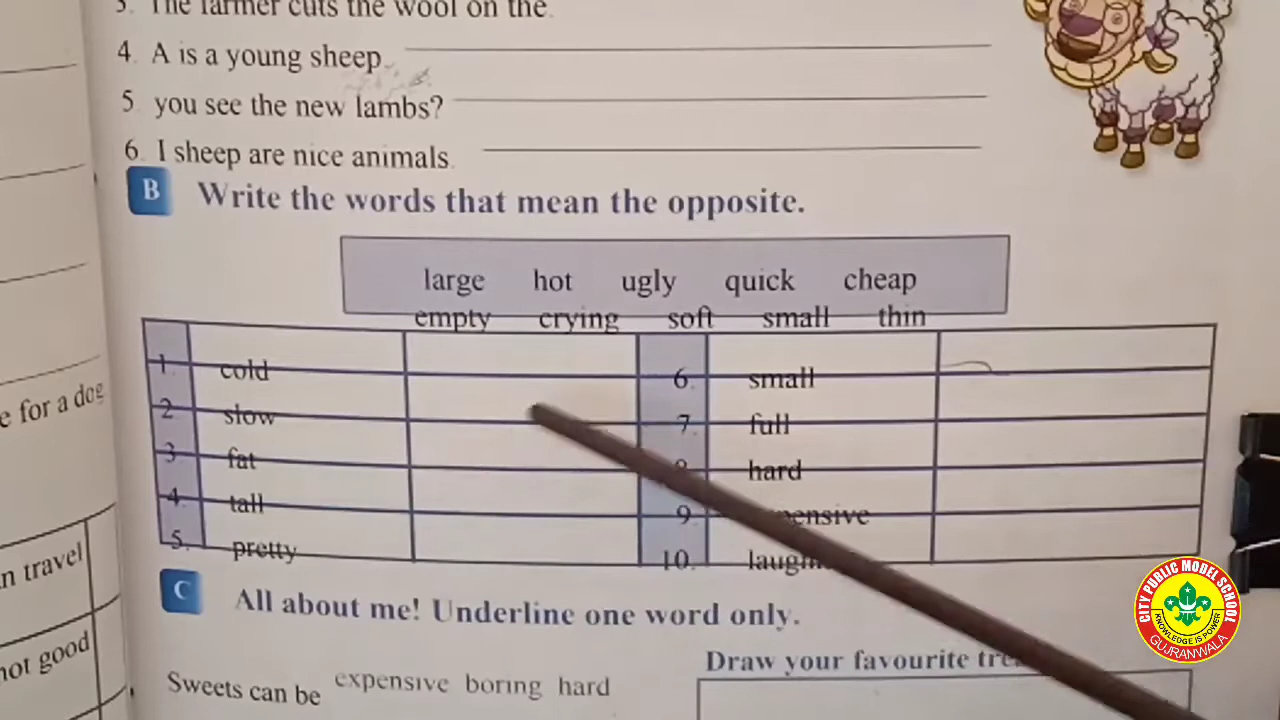 3. The farmer cuts the wool on the.
4. A is a young sheep.
5 you see the new lambs?
6. I sheep are nice animals.
B Write the words that mean the opposite.
large hot ugly quick cheap
empty crying soft small thin
1. cold 6. small
2 slow 7. full
3 fat hard
4. tall 9.
5. pretty 10.
C All about me! Underline one word only.
Draw your favourite
Sweets can be expensive boring hard
e for a dog
n travel
not good
CITY PUBLIC MODEL SCHOOL
KNOWLEDGE IS POWER
GUJRANWALA